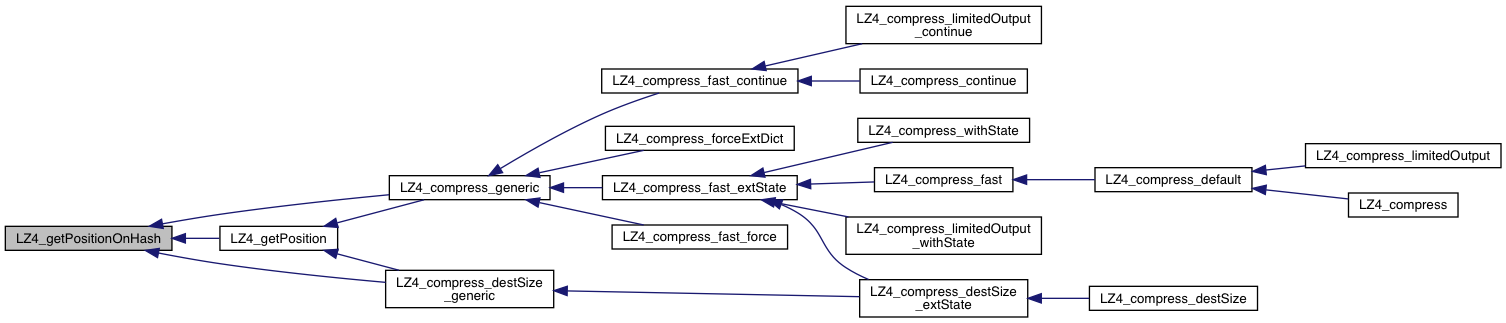 LZ4_compress_limitedOutput
_continue
LZ4_compress_fast_continue
LZ4_compress_continue
LZ4_compress_forceExtDict
LZ4_compress_withState
LZ4_compress_limitedOutput
LZ4_compress_generic
LZ4_compress_fast_extState
LZ4_compress_fast
LZ4_compress_default
LZ4_compress
LZ4_getPositionOnHash
LZ4_getPosition
LZ4_compress_fast_force
LZ4_compress_limitedOutput
_withState
LZ4_compress_destSize
_generic
LZ4_compress_destSize
_extState
LZ4_compress_destSize